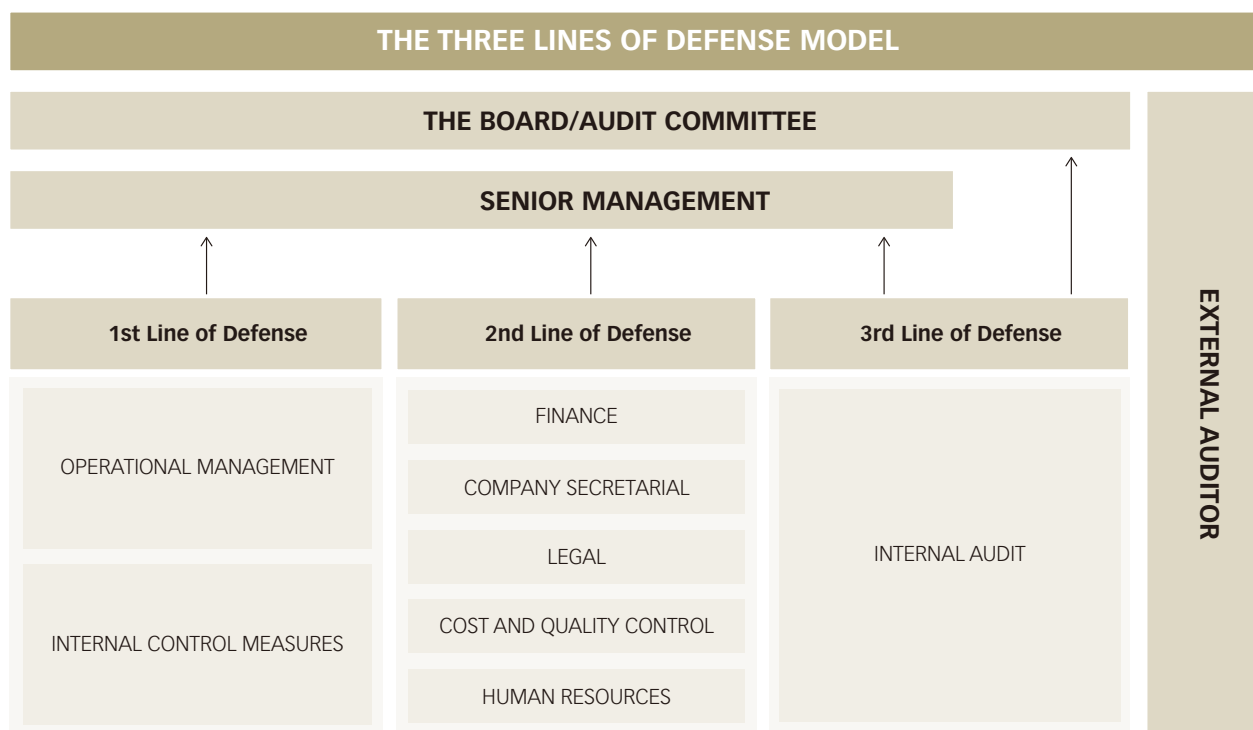 THE THREE LINES OF DEFENSE MODEL
THE BOARD/AUDIT COMMITTEE
SENIOR MANAGEMENT
1st Line of Defense
OPERATIONAL MANAGEMENT
INTERNAL CONTROL MEASURES
2nd Line of Defense
FINANCE
COMPANY SECRETARIAL
LEGAL
COST AND QUALITY CONTROL
HUMAN RESOURCES
3rd Line of Defense
INTERNAL AUDIT
EXTERNAL AUDITOR